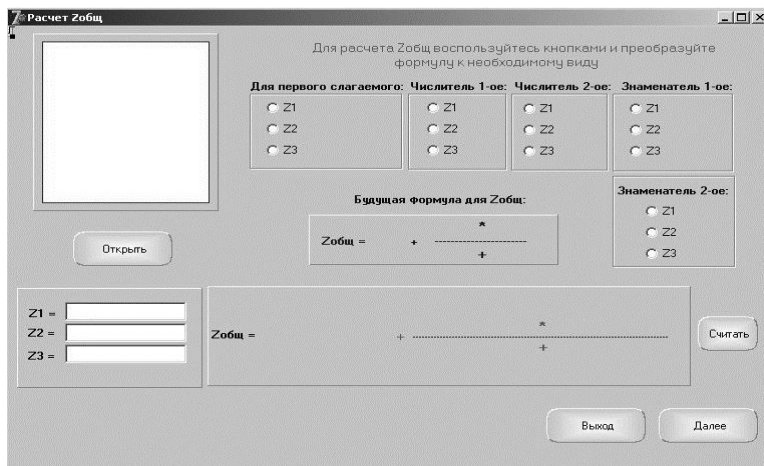 Расчет Zобщ
Для расчета Zобщ воспользуйтесь кнопками и преобразуйте
формулу к необходимому виду
Для первого слагаемого: Числитель 1-ое: Числитель 2-ое: Знаменатель 1-ое:
Z1 Z1 Z1 Z1
Z2 Z2 Z2 Z2
Z3 Z3 Z3 Z3
Знаменатель 2-ое:
Z1
Z2
Z3
Будущая формула для Zобщ:
*
Zобщ = + -----------------------
+
Открыть
Z1 =
Z2 =
Z3 =
*
Zобщ = + ----------------------------------------------------------------
+
Считать
Выход Далее